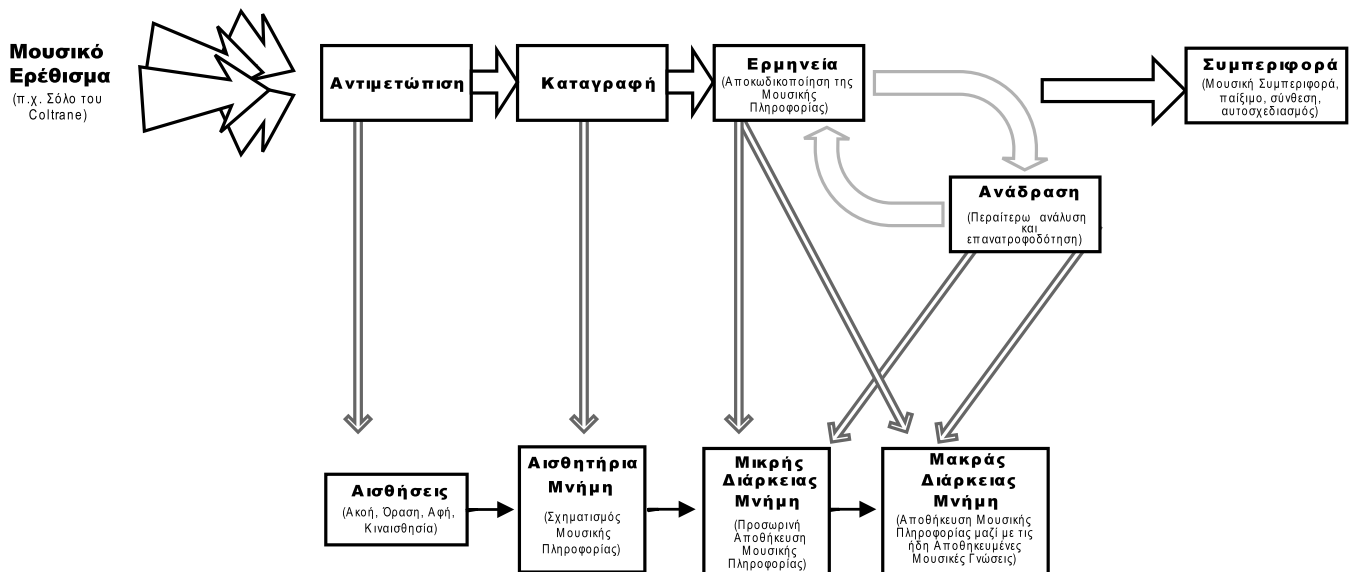 Μουσικό
Ερέθισμα
(π.χ. Σόλο του
Coltrane)
Αντιμετώπιση
Καταγραφή
Ερμηνεία
(Αποκωδικοποίηση της
Μουσικής
Πληροφορίας)
Συμπεριφορά
(Μουσική Συμπεριφορά,
παίξιμο, σύνθεση,
αυτοσχεδιασμός)
Ανάδραση
(Περαίτερω ανάλυση
και
επανατροφοδότηση)
Αισθήσεις
(Ακοή, Όραση, Αφή,
Κιναισθησία)
Αισθητήρια
Μνήμη
(Σχηματισμός
Μουσικής
Πληροφορίας)
Μικρής
Διάρκειας
Μνήμη
(Προσωρινή
Αποθήκευση
Μουσικής
Πληροφορίας)
Μακράς
Διάρκειας
Μνήμη
(Αποθήκευση Μουσικής
Πληροφορίας μαζί με τις
ήδη Αποθηκευμένες
Μουσικές Γνώσεις)